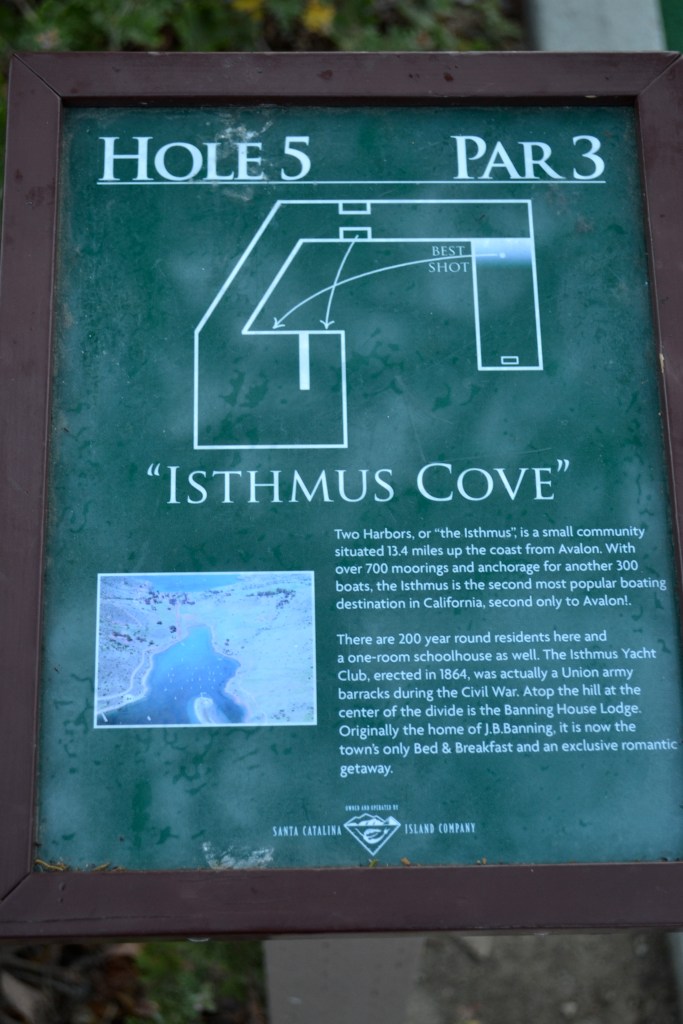 HOLE 5 PAR 3
BEST
SHOT
"ISTHMUS COVE"
Two Harbors, or "the Isthmus", is a small community
situated 13.4 miles up the coast from Avalon. With
over 700 moorings and anchorage for another 300
boats, the Isthmus is the second most popular boating
destination in California, second only to Avalon!.
There are 200 year round residents here and
a one-room schoolhouse as well. The Isthmus Yacht
Club, erected in 1864, was actually a Union army
barracks during the Civil War. Atop the hill at the
center of the divide is the Banning House Lodge.
Originally the home of J.B.Banning, it is now the
town's only Bed & Breakfast and an exclusive romantic
getaway.
OWNED AND OPERATED BY
SANTA CATALINA ISLAND COMPANY